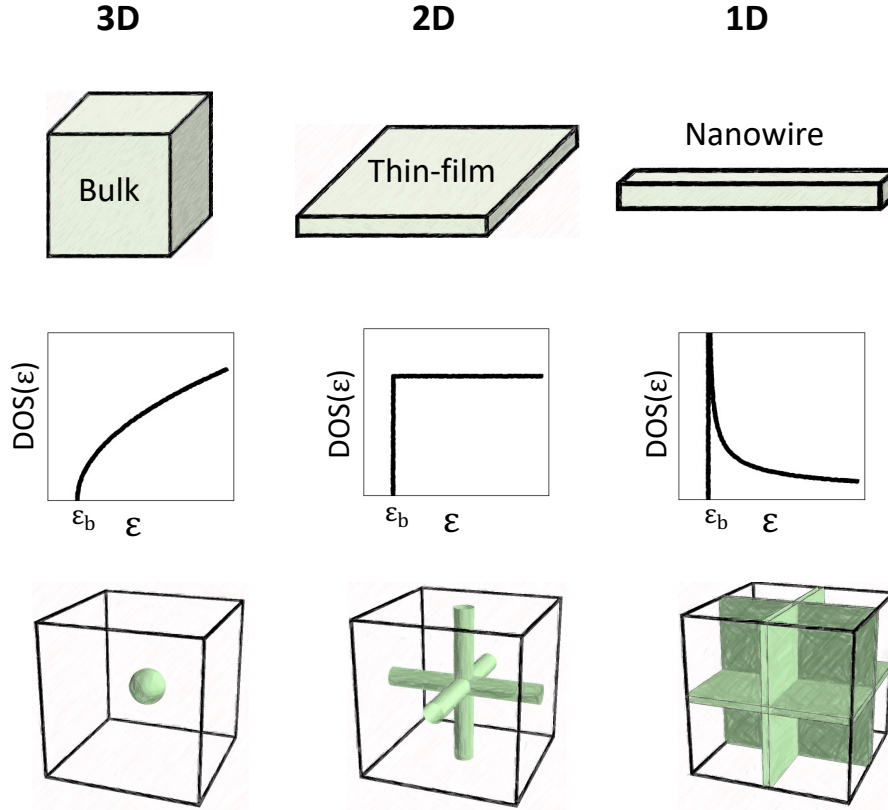 3D
2D
1D
Bulk
Thin-film
Nanowire
DOS(ε)
ε_b
ε
DOS(ε)
ε_b
ε
DOS(ε)
ε_b
ε